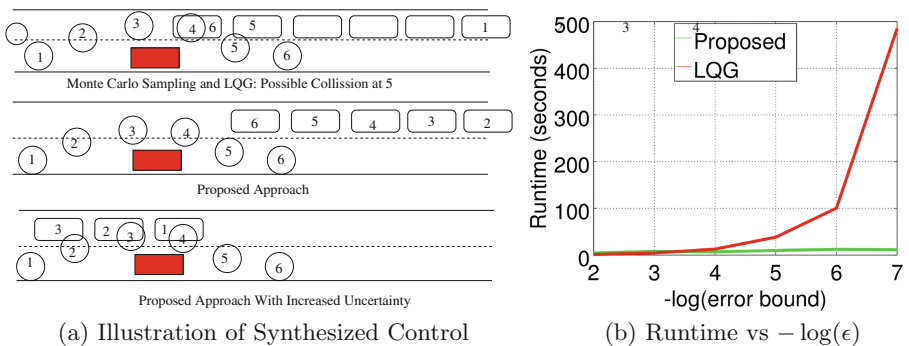 3 4 6 5 1
2
1 5 6
Monte Carlo Sampling and LQG: Possible Collission at 5
6 5 4 3 2
3 4
2
1 5 6
Proposed Approach
3 2 1
3 4
2
1 5 6
Proposed Approach With Increased Uncertainty
(a) Illustration of Synthesized Control
3 4
Proposed
LQG
Runtime (seconds)
500
400
300
200
100
0
2 3 4 5 6 7
-log(error bound)
(b) Runtime vs − log(ϵ)